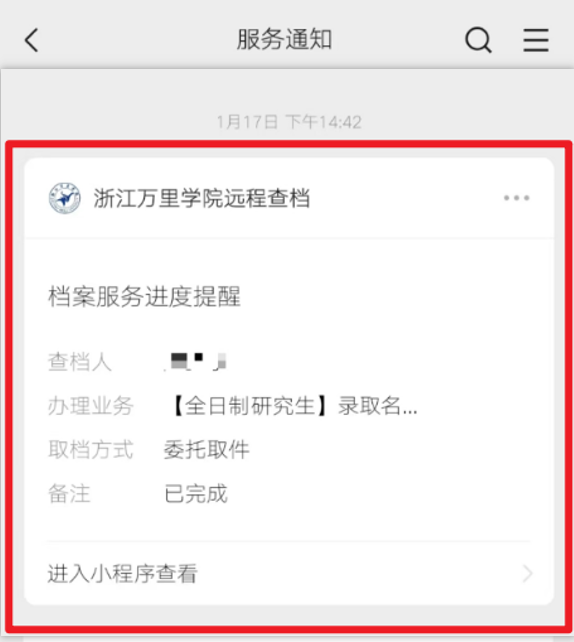 服务通知
1月17日 下午14:42
浙江万里学院远程查档
档案服务进度提醒
查档人
办理业务 【全日制研究生】录取名...
取档方式 委托取件
备注 已完成
进入小程序查看